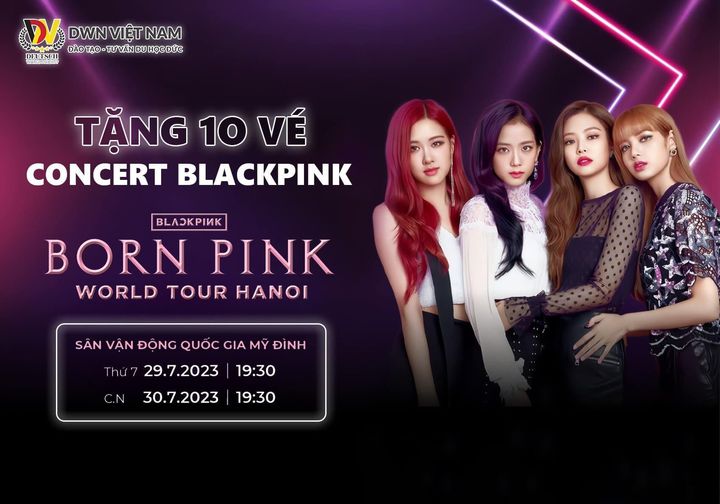 DV
DEUTSCH
DWN VIỆT NAM
ĐÀO TẠO - TƯ VẤN DU HỌC ĐỨC
TẶNG 10 VÉ
CONCERT BLACKPINK
BLACKPINK
BORN PINK
WORLD TOUR HANOI
SÂN VẬN ĐỘNG QUỐC GIA MỸ ĐÌNH
Thứ 7 29.7.2023 | 19:30
C.N 30.7.2023 | 19:30